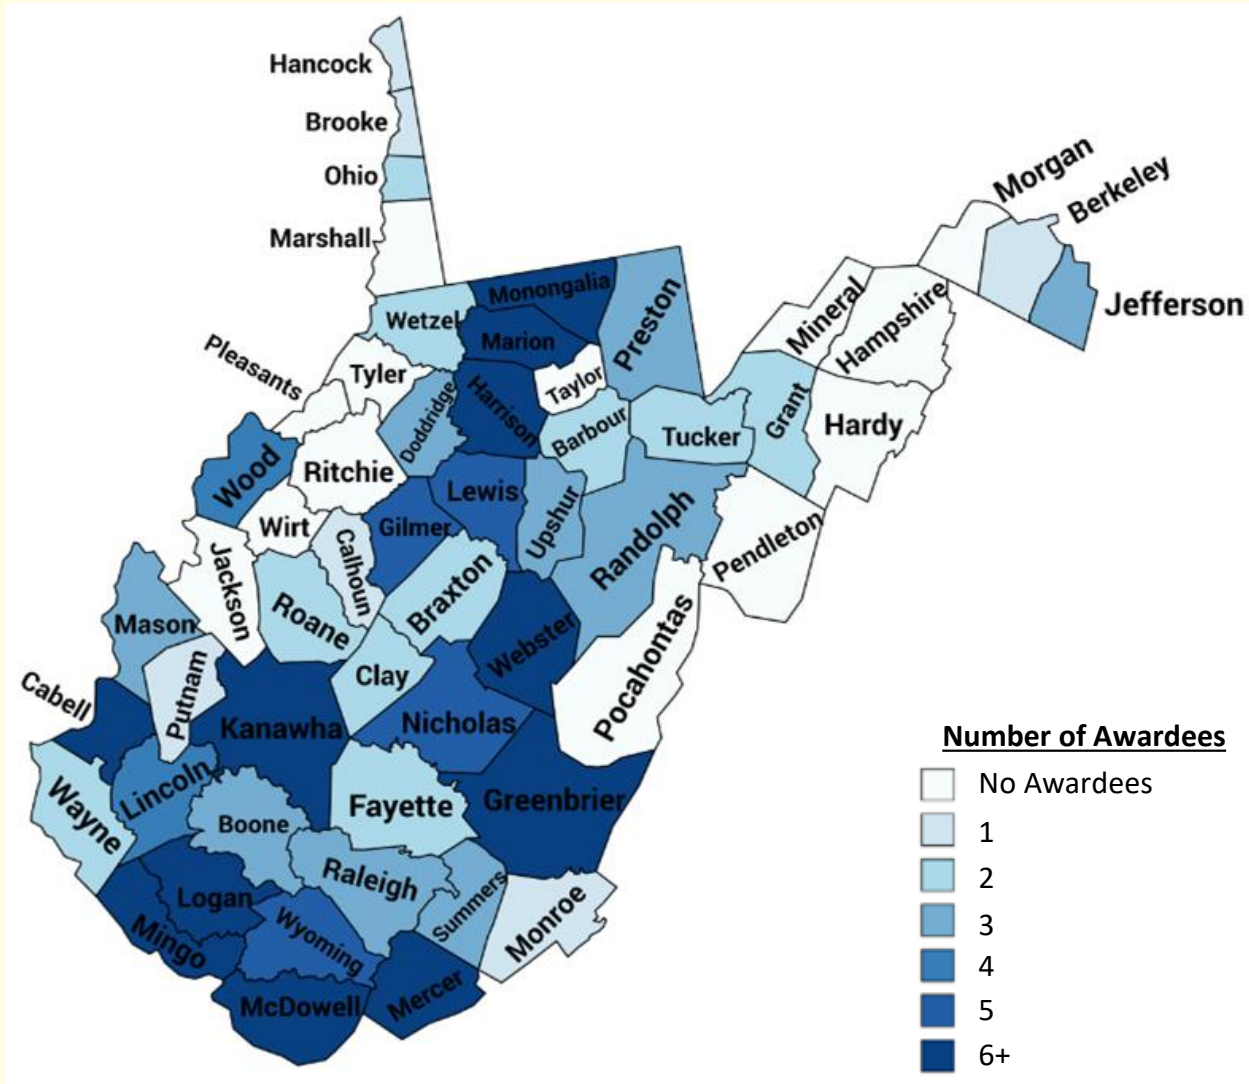 Hancock
Brooke
Ohio
Marshall
Morgan
Berkeley
Jefferson
Monongalia
Preston
Wetzel
Marion
Mineral
Hampshire
Pleasants
Tyler
Taylor
Doddridge
Harrison
Barbour
Tucker
Grant
Hardy
Wood
Ritchie
Lewis
Wirt
Gilmer
Upshur
Randolph
Pendleton
Calhoun
Jackson
Roane
Braxton
Mason
Webster
Pocahontas
Clay
Putnam
Cabell
Kanawha
Nicholas
Number of Awardees
No Awardees
1
2
3
4
5
6+
Wayne
Lincoln
Boone
Fayette
Greenbrier
Raleigh
Logan
Summers
Monroe
Mingo
Wyoming
McDowell
Mercer